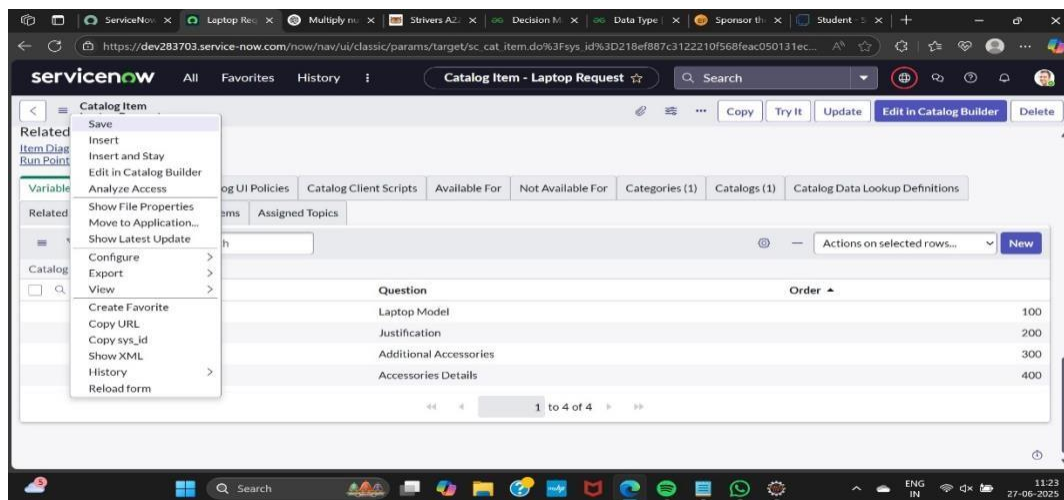 ServiceNow
Laptop Req
Multiply nu
Strivers A2
Decision M
Data Type |
Sponsor th
Student - S
https://dev283703.service-now.com/now/nav/ui/classic/params/target/sc_cat_item.do%3Fsys_id%3D218ef887c3122210f568feac050131ec...
servicenow All Favorites History Catalog Item - Laptop Request Search
Catalog Item
Copy Try It Update Edit in Catalog Builder Delete
Related
Item Diag
Run Point
Save
Insert
Insert and Stay
Edit in Catalog Builder
Analyze Access
Show File Properties
Move to Application...
Show Latest Update
Configure
Export
View
Create Favorite
Copy URL
Copy sys_id
Show XML
History
Reload form
Variable og UI Policies Catalog Client Scripts Available For Not Available For Categories (1) Catalogs (1) Catalog Data Lookup Definitions
Related ems Assigned Topics
h Actions on selected rows... New
Catalog
Question Order
Laptop Model 100
Justification 200
Additional Accessories 300
Accessories Details 400
1 to 4 of 4
Search
ENG
IN
11:23